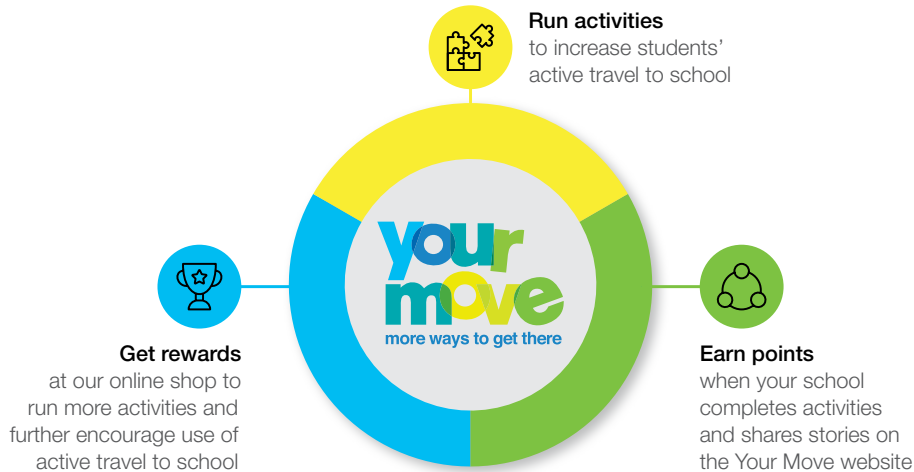 Run activities
to increase students'
active travel to school
your
move
more ways to get there
Get rewards
at our online shop to
run more activities and
further encourage use of
active travel to school
Earn points
when your school
completes activities
and shares stories on
the Your Move website